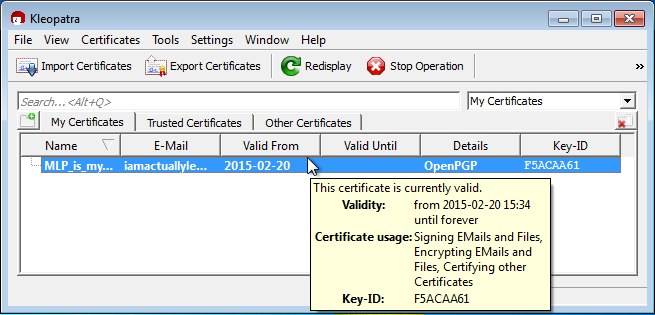 Kleopatra
File View Certificates Tools Settings Window Help
Import Certificates Export Certificates Redisplay Stop Operation »
Search...<Alt+Q> My Certificates
My Certificates Trusted Certificates Other Certificates
Name E-Mail Valid From Valid Until Details Key-ID
MLP_is_my... iamactuallyle... 2015-02-20 OpenPGP F5ACAA61
This certificate is currently valid.
Validity: from 2015-02-20 15:34
until forever
Certificate usage: Signing EMails and Files,
Encrypting EMails and
Files, Certifying other
Certificates
Key-ID: F5ACAA61